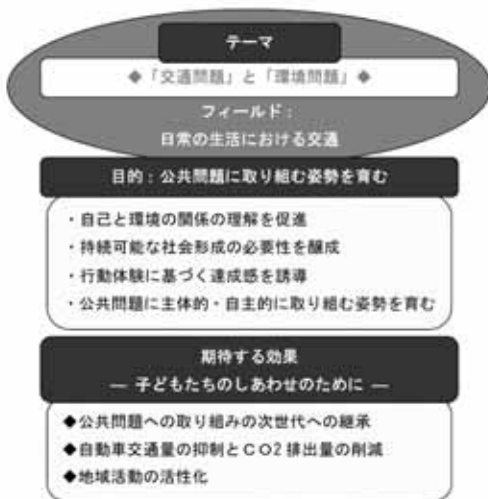 テーマ
◆「交通問題」と「環境問題」◆
フィールド：
日常の生活における交通
目的：公共問題に取り組む姿勢を育む
・自己と環境の関係の理解を促進
・持続可能な社会形成の必要性を醸成
・行動体験に基づく達成感を誘導
・公共問題に主体的・自主的に取り組む姿勢を育む
期待する効果
― 子どもたちのしあわせのために ―
◆公共問題への取り組みの次世代への継承
◆自動車交通量の抑制とＣＯ2排出量の削減
◆地域活動の活性化